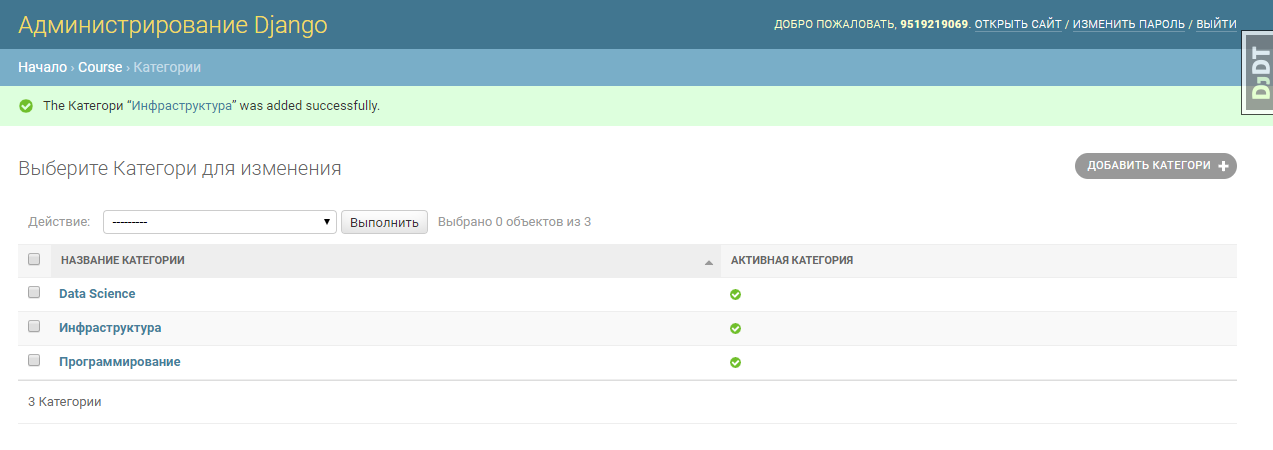 Администрирование Django
ДОБРО ПОЖАЛОВАТЬ, 9519219069. ОТКРЫТЬ САЙТ / ИЗМЕНИТЬ ПАРОЛЬ / ВЫЙТИ
Начало › Course › Категории
DJDT
The Категори “Инфраструктура” was added successfully.
Выберите Категори для изменения
ДОБАВИТЬ КАТЕГОРИ +
Действие: --------- Выполнить Выбрано 0 объектов из 3
НАЗВАНИЕ КАТЕГОРИИ АКТИВНАЯ КАТЕГОРИЯ
Data Science
Инфраструктура
Программирование
3 Категории